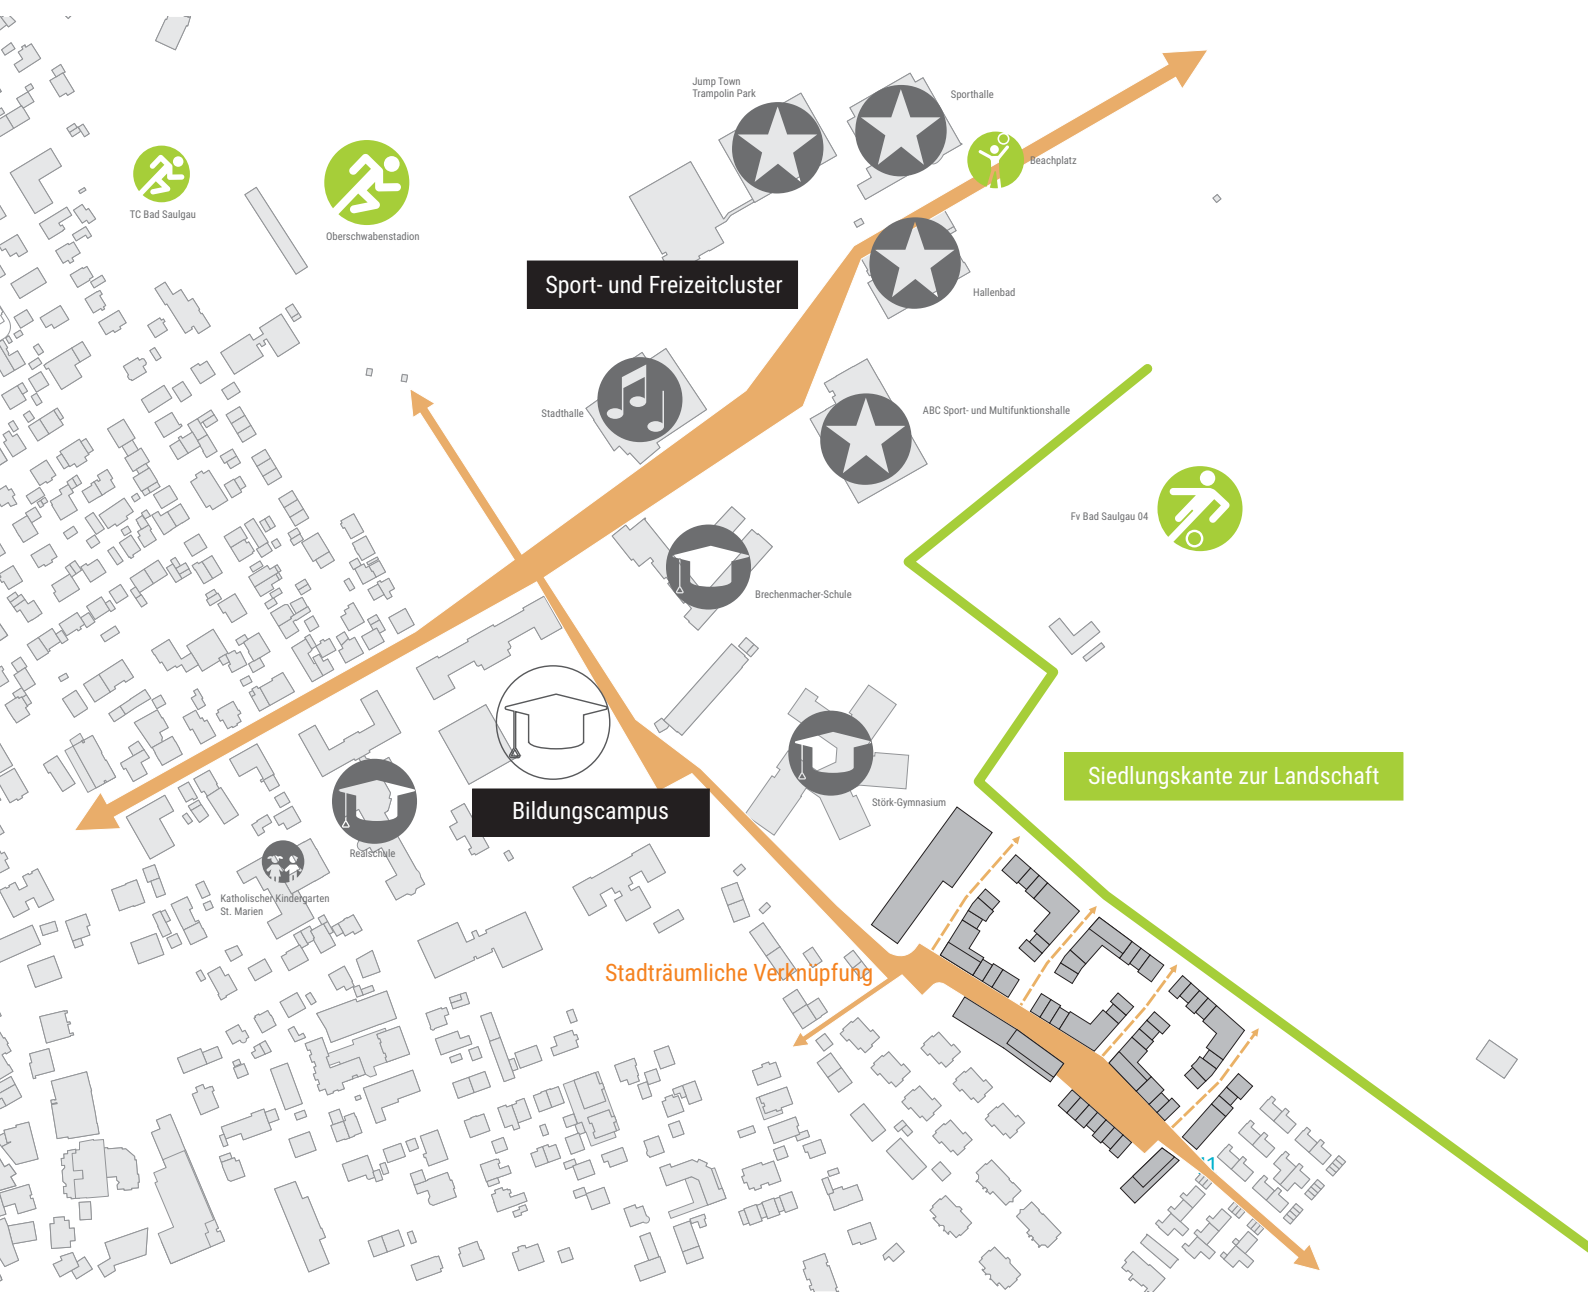 Jump Town
Trampolin Park
Sporthalle
Beachplatz
TC Bad Saulgau
Oberschwabenstadion
Sport- und Freizeitcluster
Hallenbad
Stadthalle
ABC Sport- und Multifunktionshalle
Fv Bad Saulgau 04
Brechenmacher-Schule
Siedlungskante zur Landschaft
Störk-Gymnasium
Bildungscampus
Realschule
Katholischer Kindergarten
St. Marien
Stadträumliche Verknüpfung